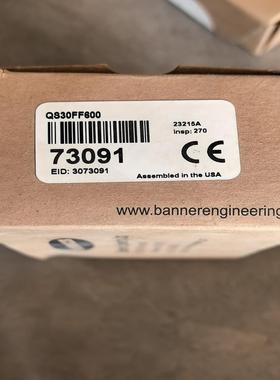 QS30FF600
23215A
insp: 270
73091
CE
EID: 3073091
Assembled in the USA
www.bannerengineering